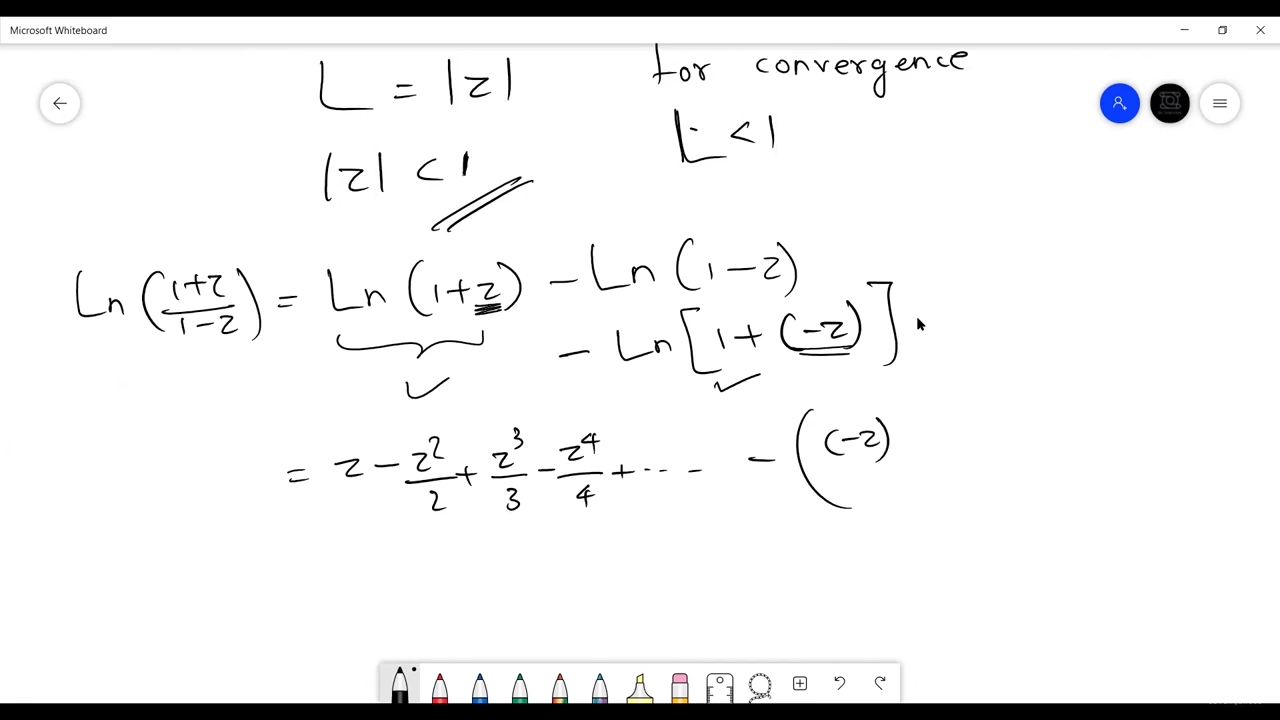 Microsoft Whiteboard
L = |z| For convergence
L < 1
|z| < 1
Ln (1+z/1-z) = Ln (1+z) - Ln (1-z)
- Ln [1+(-z)]
= z - z²/2 + z³/3 - z⁴/4 + ---- - ( (-z)